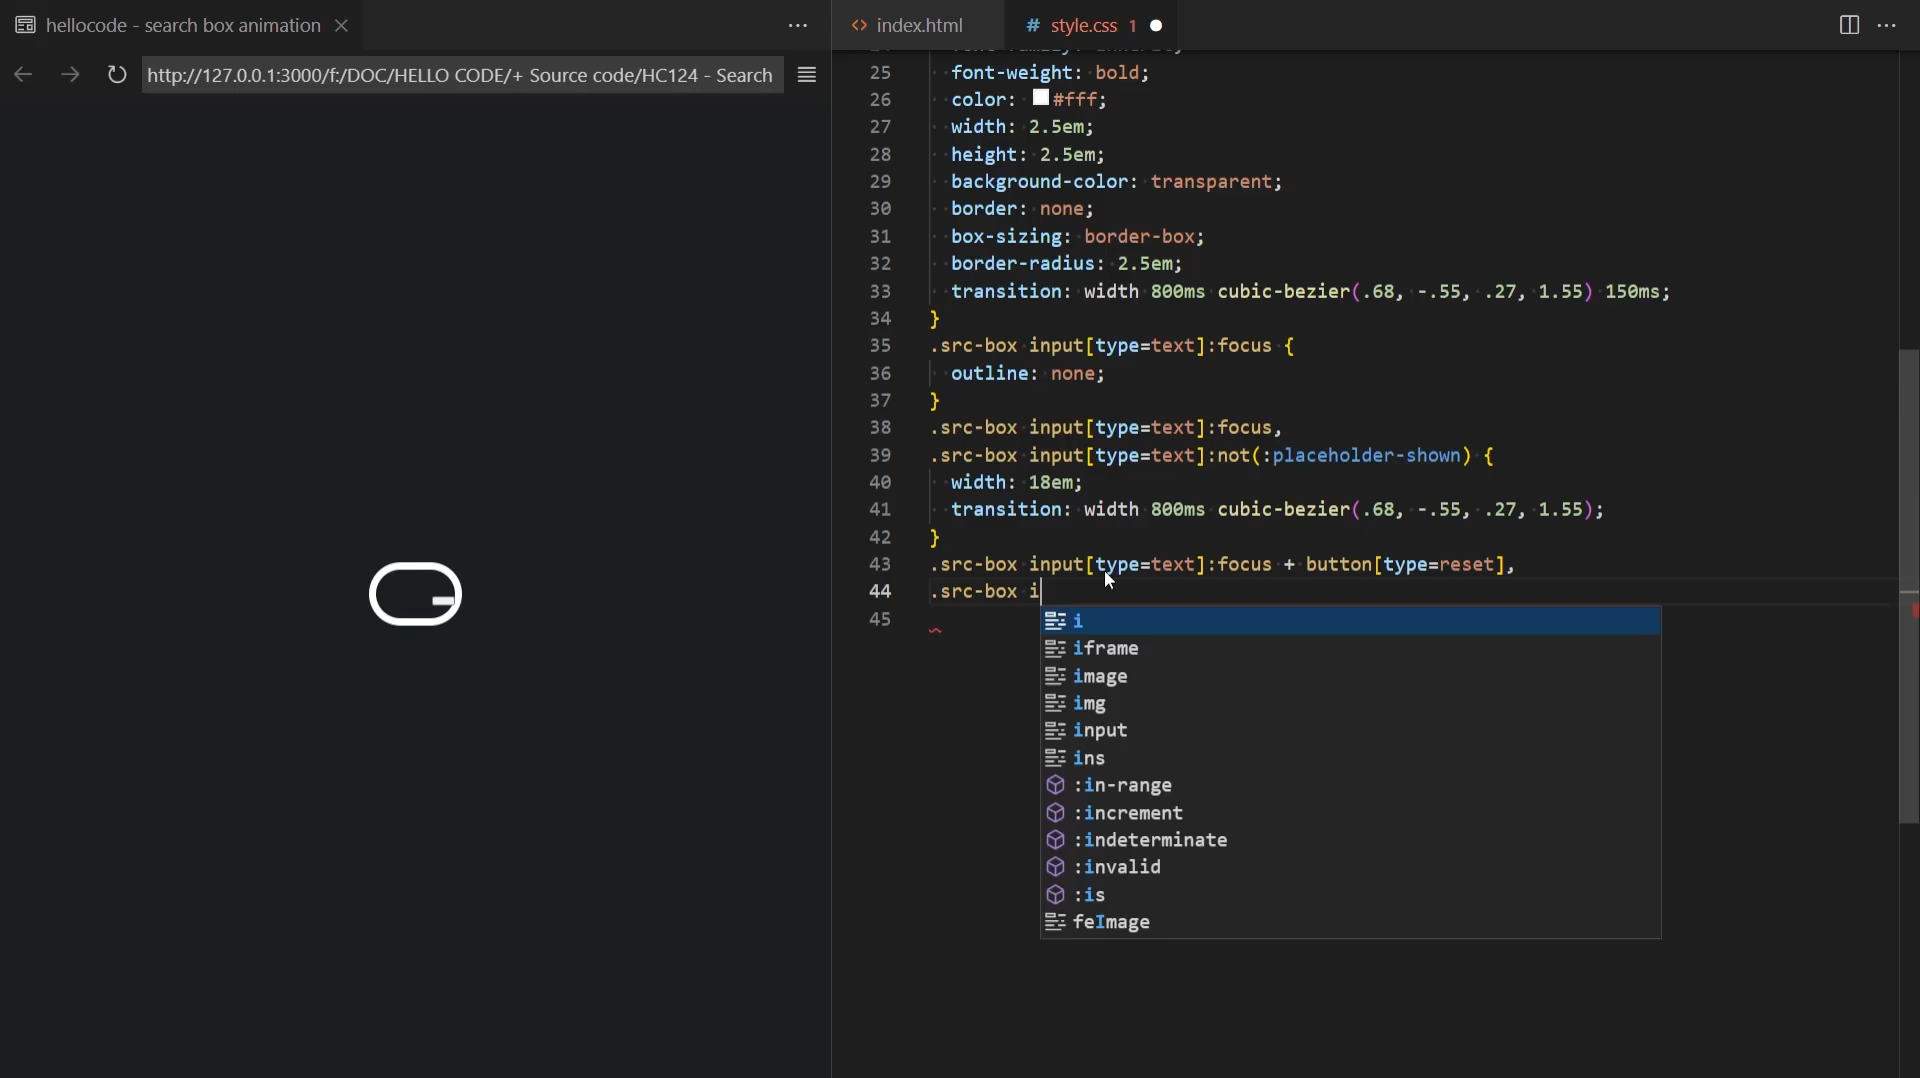 hellocode - search box animation
index.html
# style.css 1
http://127.0.0.1:3000/f:/DOC/HELLO CODE/+ Source code/HC124 - Search
25 font-weight: bold;
26 color: #fff;
27 width: 2.5em;
28 height: 2.5em;
29 background-color: transparent;
30 border: none;
31 box-sizing: border-box;
32 border-radius: 2.5em;
33 transition: width 800ms cubic-bezier(.68, -.55, .27, 1.55) 150ms;
34 }
35 .src-box input[type=text]:focus {
36 outline: none;
37 }
38 .src-box input[type=text]:focus,
39 .src-box input[type=text]:not(:placeholder-shown) {
40 width: 18em;
41 transition: width 800ms cubic-bezier(.68, -.55, .27, 1.55);
42 }
43 .src-box input[type=text]:focus + button[type=reset],
44 .src-box i
45
i
iframe
image
img
input
ins
:in-range
:increment
:indeterminate
:invalid
:is
feImage